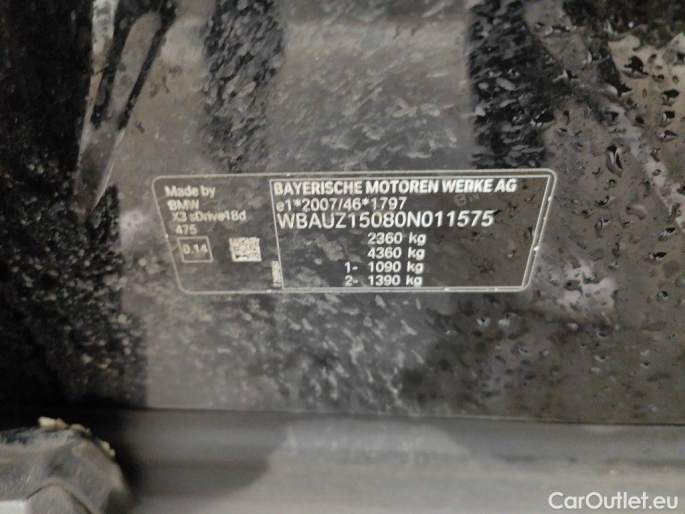 Made by
BMW
X3 sDrive18d
475
0.14
BAYERISCHE MOTOREN WERKE AG
e1*2007/46*1797
WBAUZ15080N011575
2360 kg
4360 kg
1- 1090 kg
2- 1390 kg
CarOutlet.eu